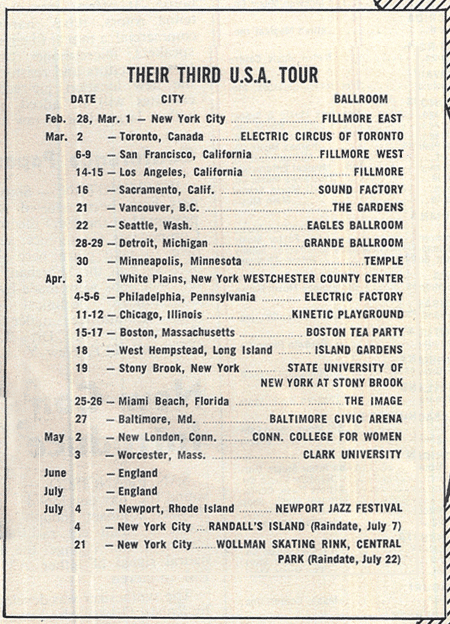 THEIR THIRD U.S.A. TOUR
DATE CITY BALLROOM
Feb. 28, Mar. 1 — New York City ........ FILLMORE EAST
Mar. 2 — Toronto, Canada ........ ELECTRIC CIRCUS OF TORONTO
6-9 — San Francisco, California ........ FILLMORE WEST
14-15 — Los Angeles, California ........ FILLMORE
16 — Sacramento, Calif. ........ SOUND FACTORY
21 — Vancouver, B.C. ........ THE GARDENS
22 — Seattle, Wash. ........ EAGLES BALLROOM
28-29 — Detroit, Michigan ........ GRANDE BALLROOM
30 — Minneapolis, Minnesota ........ TEMPLE
Apr. 3 — White Plains, New York WESTCHESTER COUNTY CENTER
4-5-6 — Philadelphia, Pennsylvania ........ ELECTRIC FACTORY
11-12 — Chicago, Illinois ........ KINETIC PLAYGROUND
15-17 — Boston, Massachusetts ........ BOSTON TEA PARTY
18 — West Hempstead, Long Island ........ ISLAND GARDENS
19 — Stony Brook, New York ........ STATE UNIVERSITY OF
NEW YORK AT STONY BROOK
25-26 — Miami Beach, Florida ........ THE IMAGE
27 — Baltimore, Md. ........ BALTIMORE CIVIC ARENA
May 2 — New London, Conn. ........ CONN. COLLEGE FOR WOMEN
3 — Worcester, Mass. ........ CLARK UNIVERSITY
June — England
July — England
July 4 — Newport, Rhode Island ........ NEWPORT JAZZ FESTIVAL
4 — New York City ... RANDALL'S ISLAND (Raindate, July 7)
21 — New York City ...... WOLLMAN SKATING RINK, CENTRAL
PARK (Raindate, July 22)